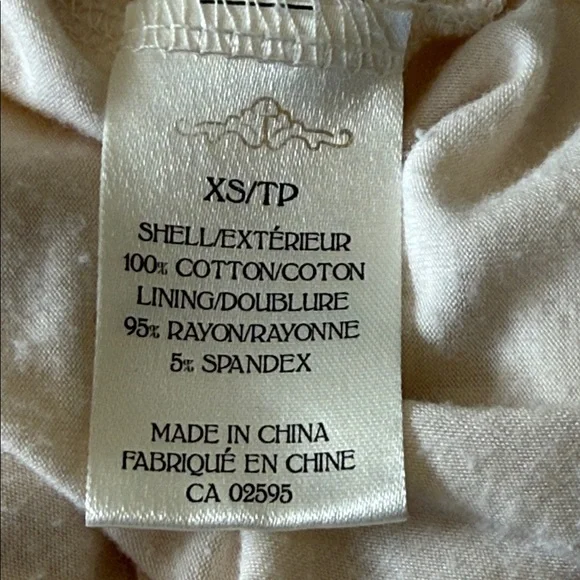 XS/TP
SHELL/EXTÉRIEUR
100% COTTON/COTON
LINING/DOUBLURE
95% RAYON/RAYONNE
5% SPANDEX
MADE IN CHINA
FABRIQUÉ EN CHINE
CA 02595